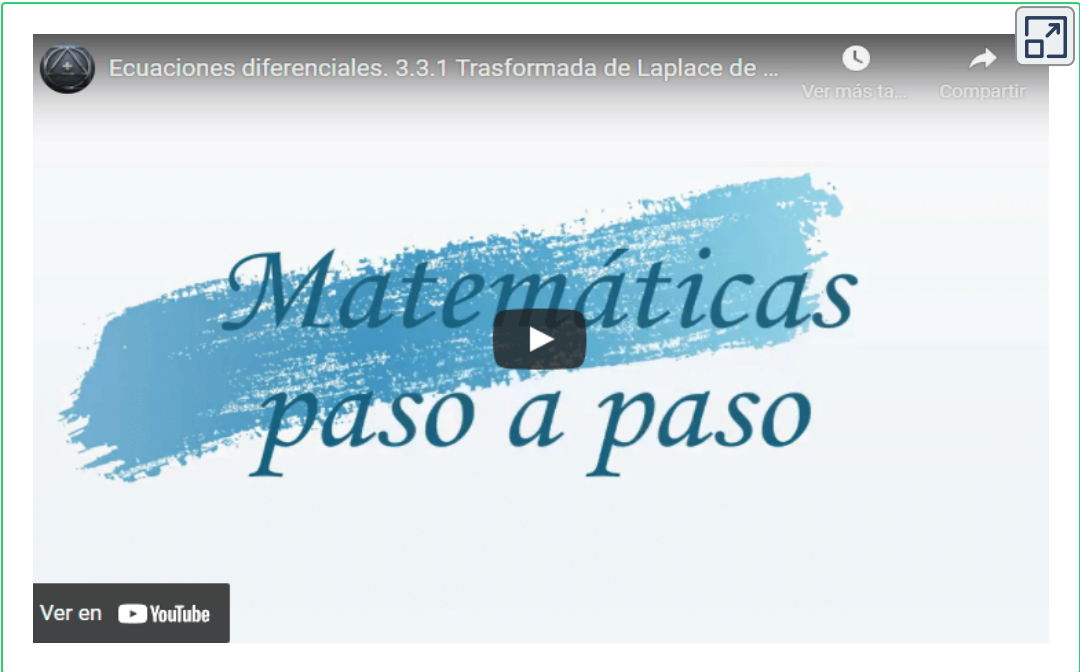 Ecuaciones diferenciales. 3.3.1 Trasformada de Laplace de ...
Ver más ta...
Compartir
Matemáticas
paso a paso
Ver en YouTube